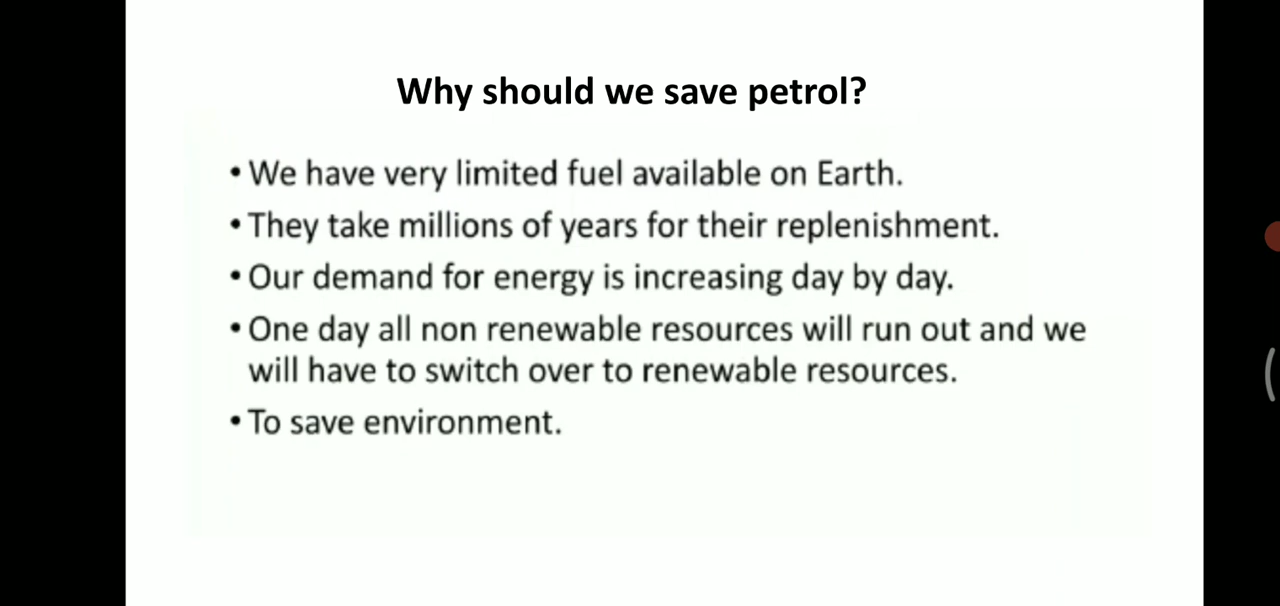 Why should we save petrol?
• We have very limited fuel available on Earth.
• They take millions of years for their replenishment.
• Our demand for energy is increasing day by day.
• One day all non renewable resources will run out and we
will have to switch over to renewable resources.
• To save environment.